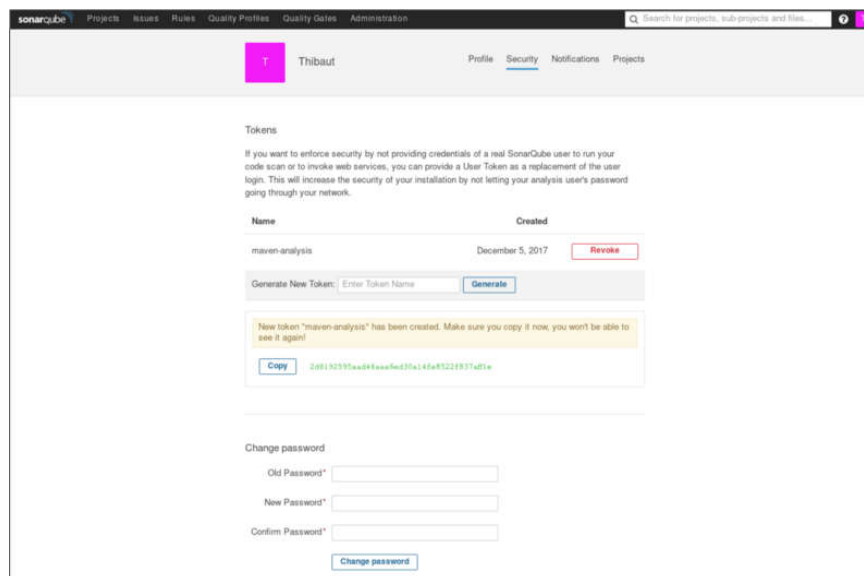 sonarqube Projects Issues Rules Quality Profiles Quality Gates Administration Search for projects, sub-projects and files...
T Thibaut Profile Security Notifications Projects
Tokens
If you want to enforce security by not providing credentials of a real SonarQube user to run your
code scan or to invoke web services, you can provide a User Token as a replacement of the user
login. This will increase the security of your installation by not letting your analysis user's password
going through your network.
Name Created
maven-analysis December 5, 2017 Revoke
Generate New Token: Enter Token Name Generate
New token "maven-analysis" has been created. Make sure you copy it now, you won't be able to
see it again!
Copy
Change password
Old Password*
New Password*
Confirm Password*
Change password